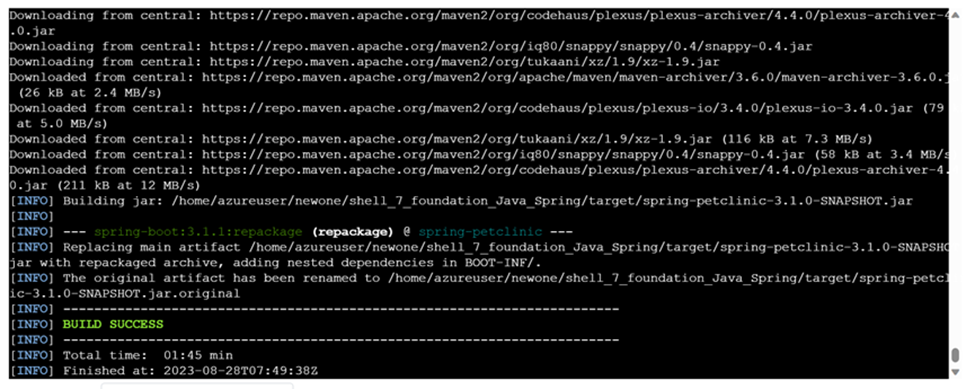 Downloading from central: https://repo.maven.apache.org/maven2/org/codehaus/plexus/plexus-archiver/4.4.0/plexus-archiver-4
.0.jar
Downloading from central: https://repo.maven.apache.org/maven2/org/iq80/snappy/snappy/0.4/snappy-0.4.jar
Downloading from central: https://repo.maven.apache.org/maven2/org/tukaani/xz/1.9/xz-1.9.jar
Downloaded from central: https://repo.maven.apache.org/maven2/org/apache/maven/maven-archiver/3.6.0/maven-archiver-3.6.0.j
(26 kB at 2.4 MB/s)
Downloaded from central: https://repo.maven.apache.org/maven2/org/codehaus/plexus/plexus-io/3.4.0/plexus-io-3.4.0.jar (79
at 5.0 MB/s)
Downloaded from central: https://repo.maven.apache.org/maven2/org/tukaani/xz/1.9/xz-1.9.jar (116 kB at 7.3 MB/s)
Downloaded from central: https://repo.maven.apache.org/maven2/org/iq80/snappy/snappy/0.4/snappy-0.4.jar (58 kB at 3.4 MB/s
Downloaded from central: https://repo.maven.apache.org/maven2/org/codehaus/plexus/plexus-archiver/4.4.0/plexus-archiver-4.
0.jar (211 kB at 12 MB/s)
[INFO] Building jar: /home/azureuser/newone/shell_7_foundation_Java_Spring/target/spring-petclinic-3.1.0-SNAPSHOT.jar
[INFO]
[INFO] --- spring-boot:3.1.1:repackage (repackage) @ spring-petclinic ---
[INFO] Replacing main artifact /home/azureuser/newone/shell_7_foundation_Java_Spring/target/spring-petclinic-3.1.0-SNAPSHO
jar with repackaged archive, adding nested dependencies in BOOT-INF/.
[INFO] The original artifact has been renamed to /home/azureuser/newone/shell_7_foundation_Java_Spring/target/spring-petcl
ic-3.1.0-SNAPSHOT.jar.original
[INFO] ------------------------------------------------------------------------
[INFO] BUILD SUCCESS
[INFO] ------------------------------------------------------------------------
[INFO] Total time:  01:45 min
[INFO] Finished at: 2023-08-28T07:49:38Z